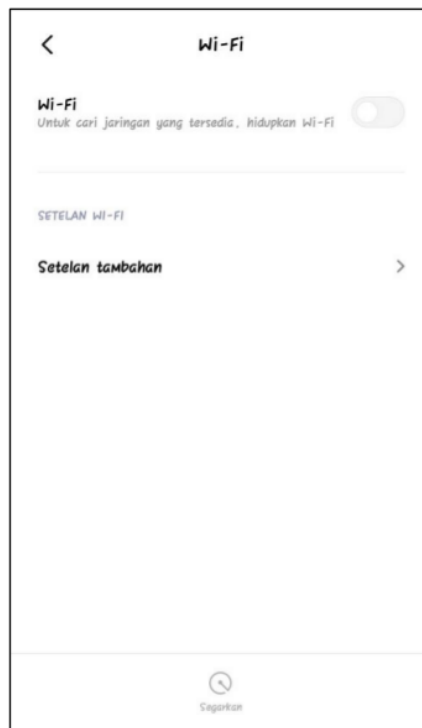 Wi-Fi
Wi-Fi
Untuk cari jaringan yang tersedia, hidupkan Wi-Fi
SETELAN WI-FI
Setelan tambahan
Segarkan